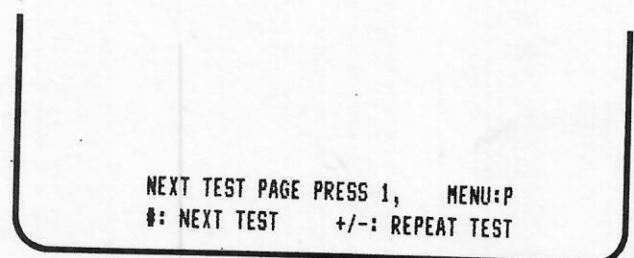 NEXT TEST PAGE PRESS 1, MENU:P
#: NEXT TEST +/-: REPEAT TEST